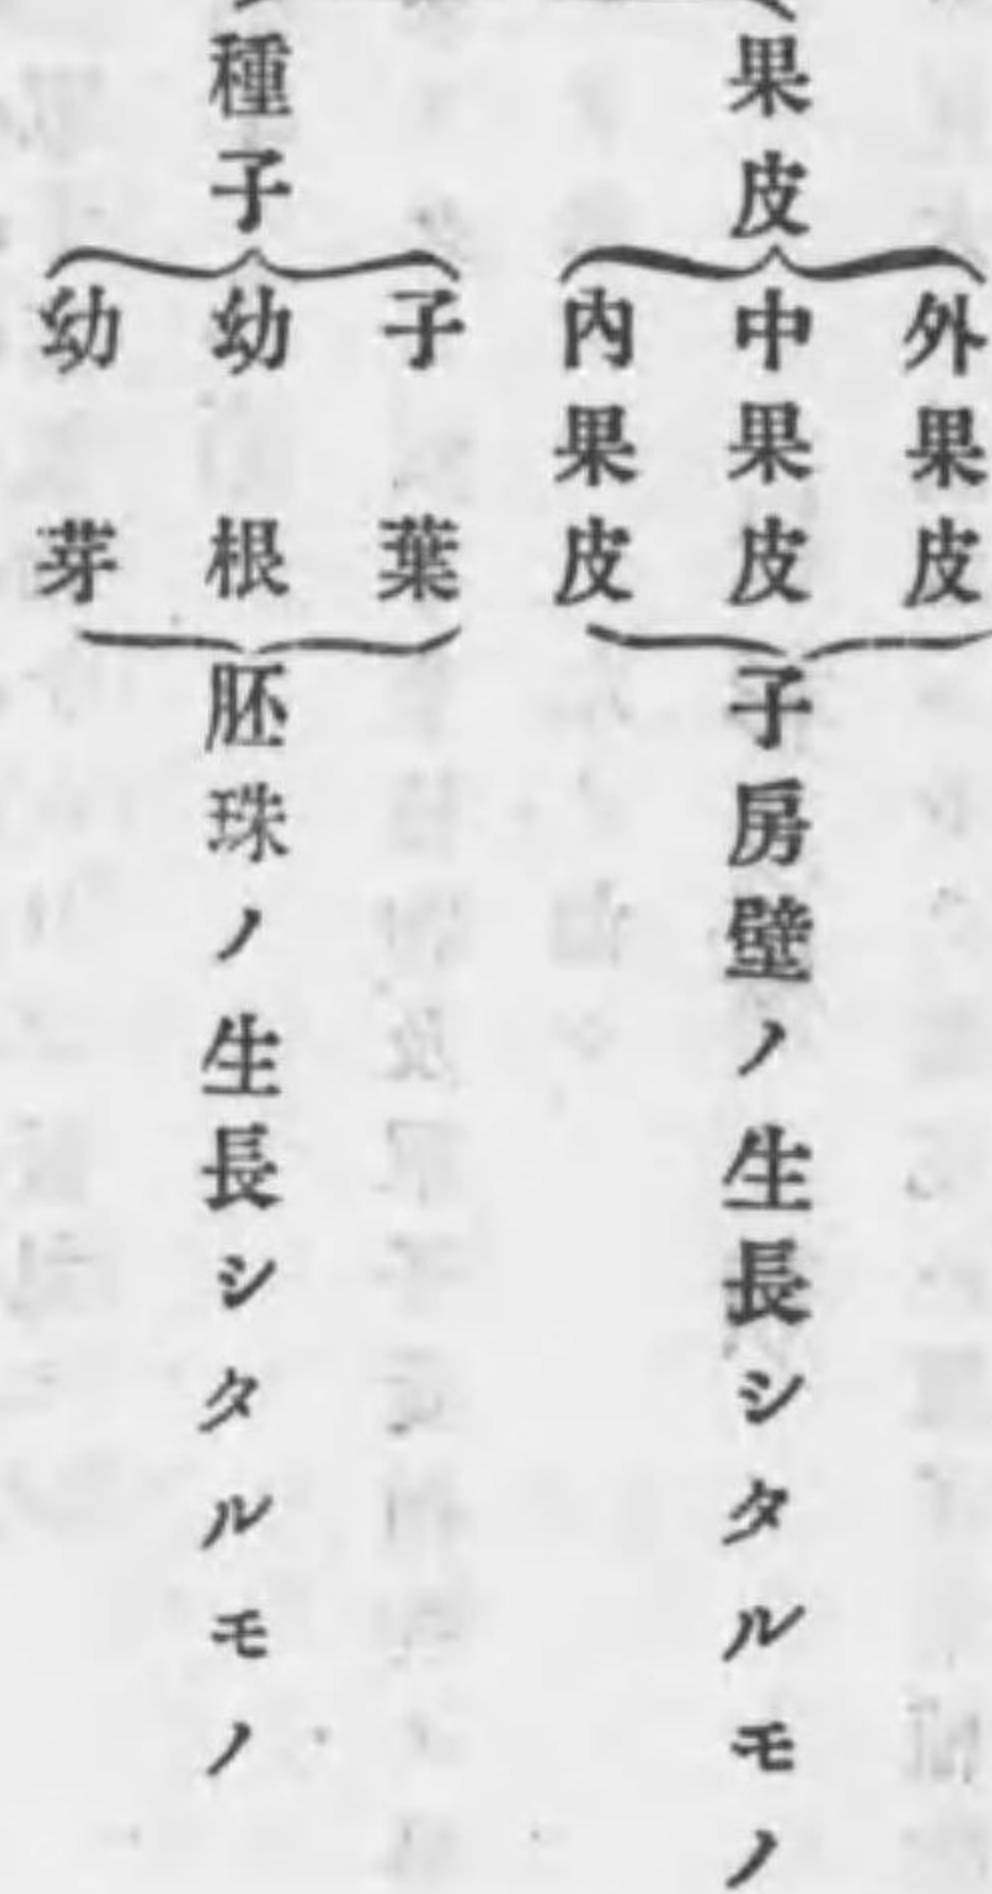 果皮
外果皮
中果皮
內果皮
子房壁ノ生長シタルモノ
種子
子葉
幼根
幼芽
胚珠ノ生長シタルモノ